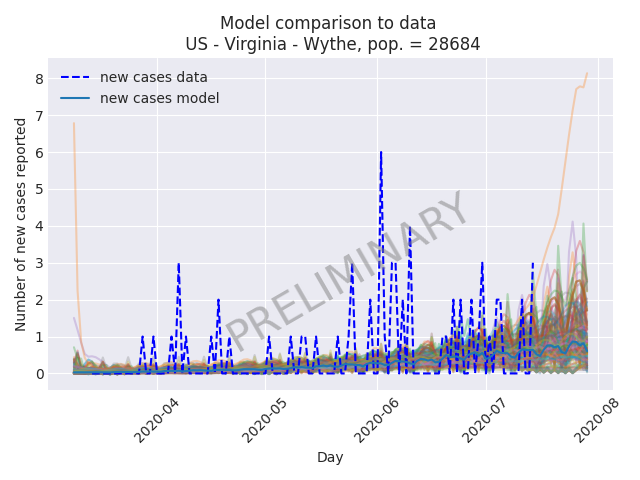 Model comparison to data
US - Virginia - Wythe, pop. = 28684
new cases data
new cases model
Number of new cases reported
8
7
6
5
4
3
2
1
0
PRELIMINARY
2020-04
2020-05
2020-06
2020-07
2020-08
Day